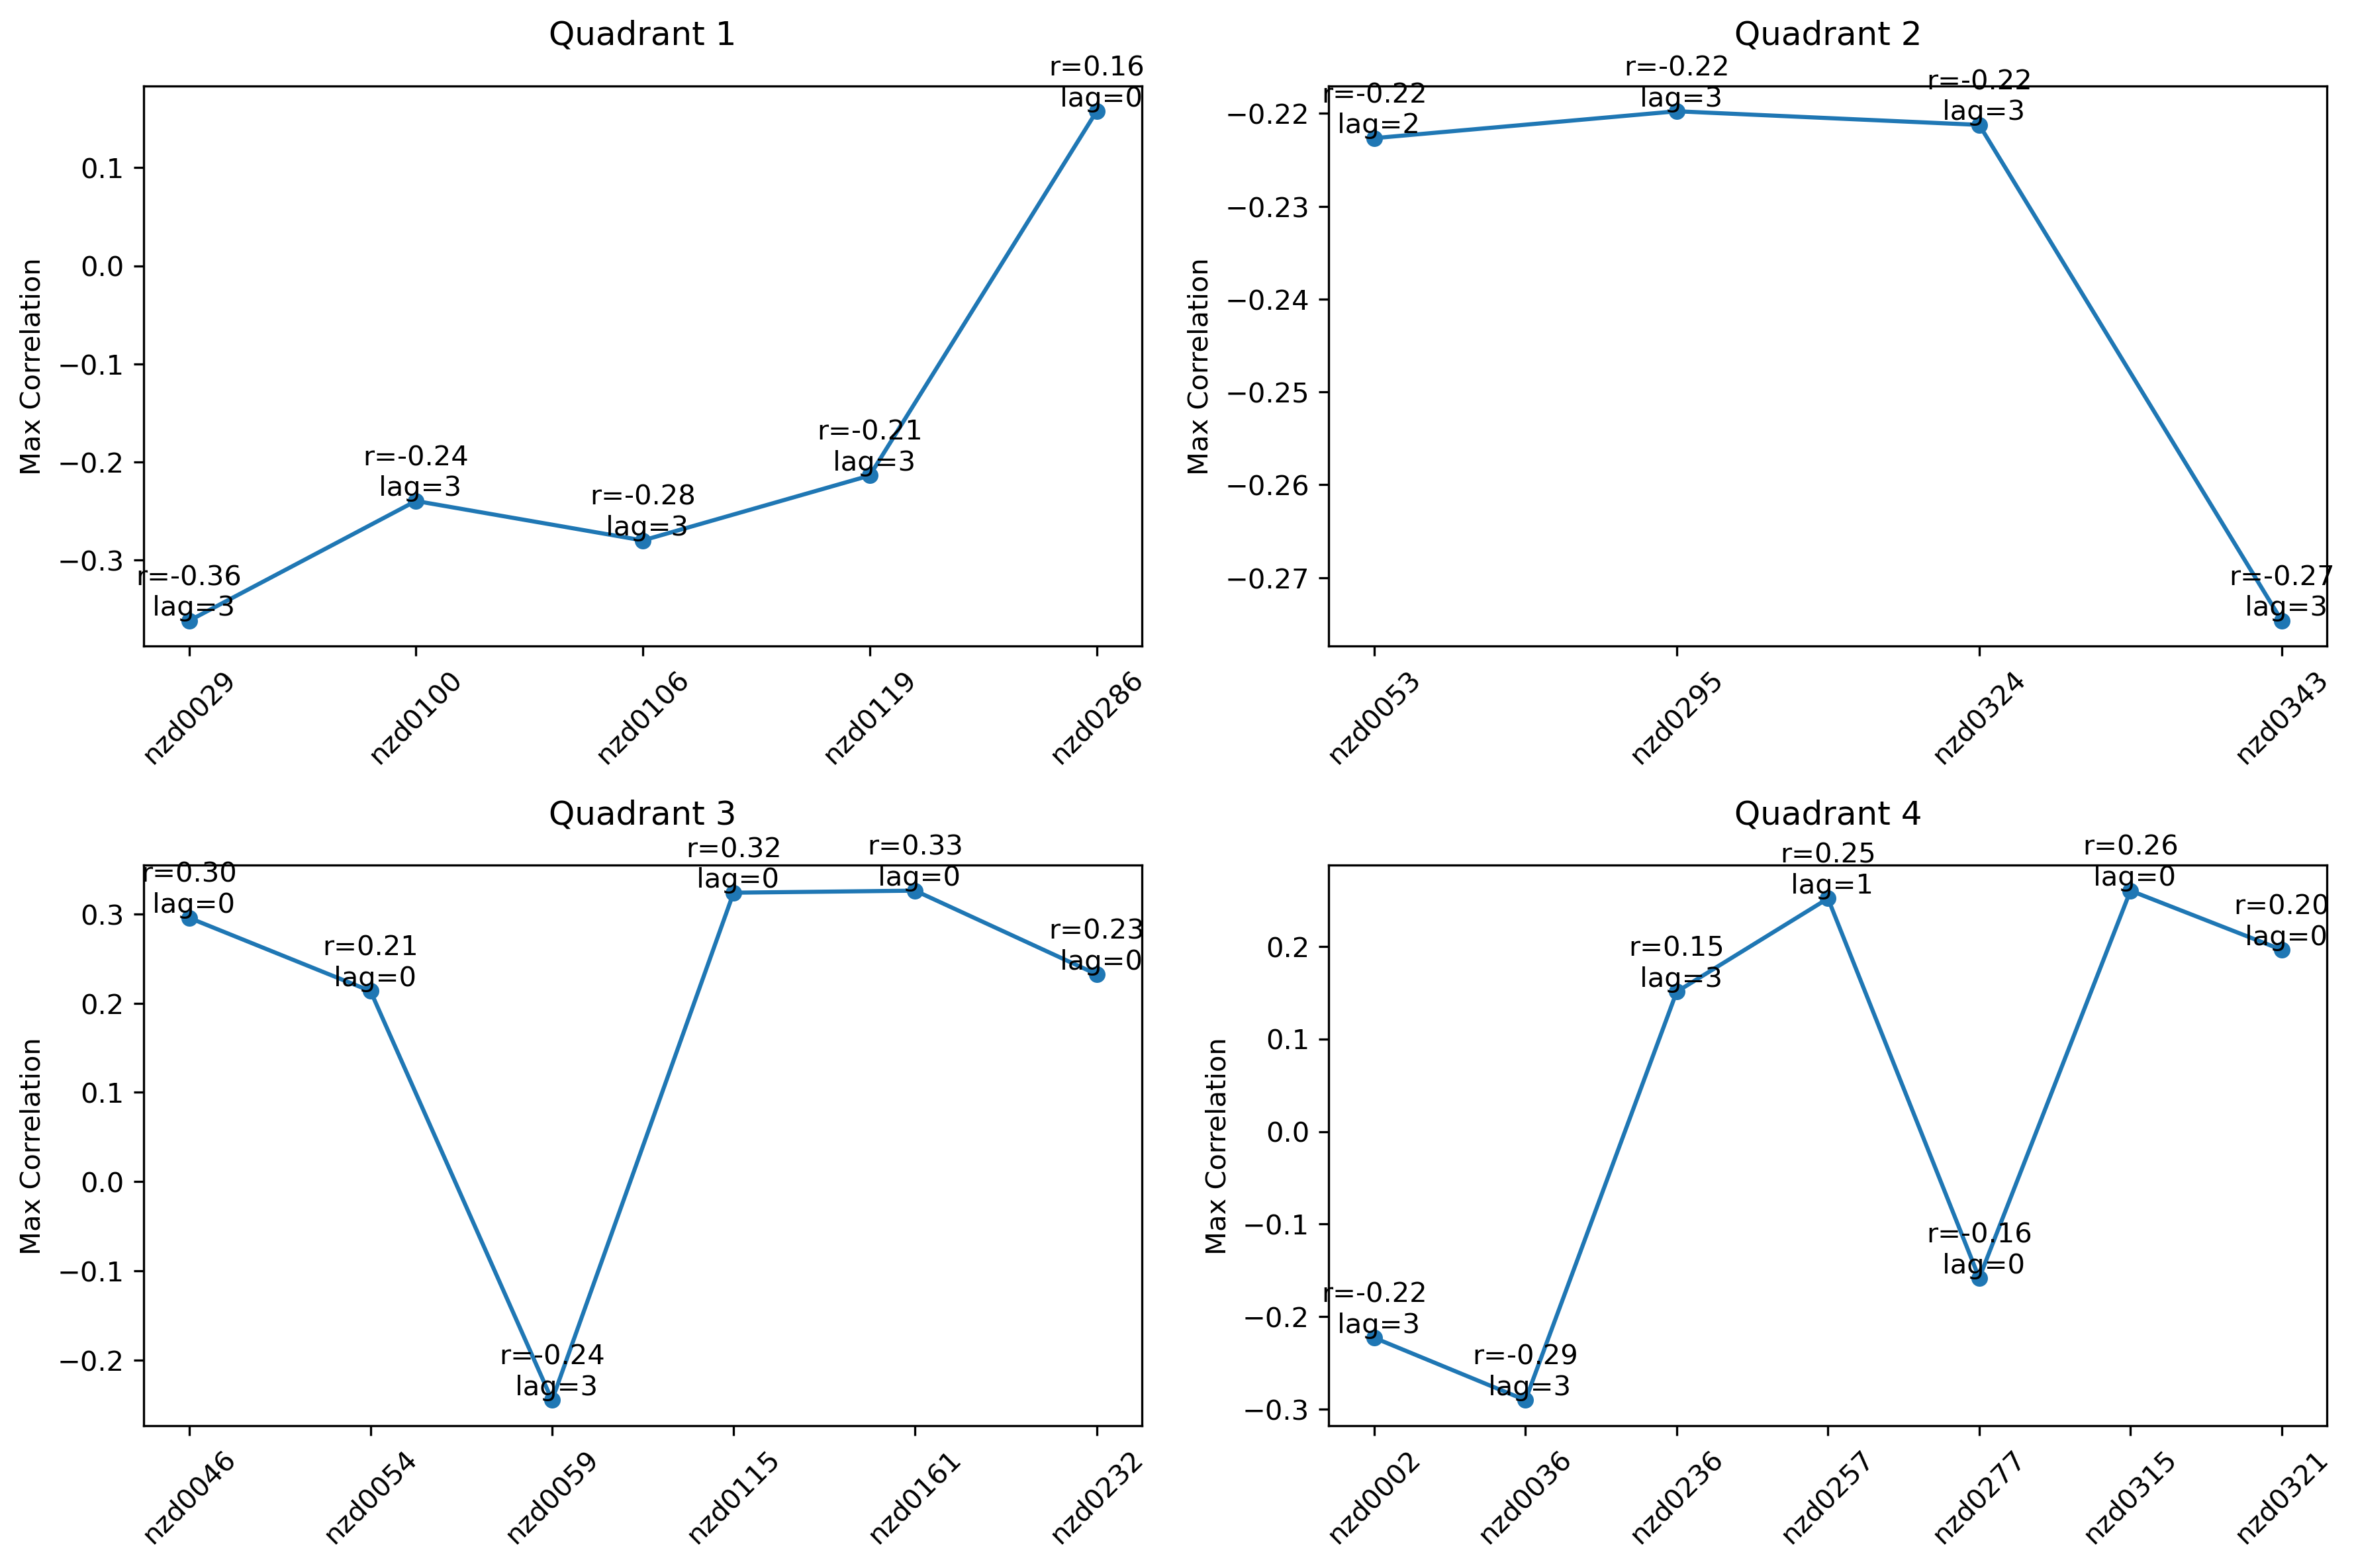 Quadrant 1
r=0.16
lag=0
0.1
0.0
−0.1
−0.2
−0.3
Max Correlation
r=-0.36
lag=3
r=-0.24
lag=3
r=-0.28
lag=3
r=-0.21
lag=3
nzd0029
nzd0100
nzd0106
nzd0119
nzd0286
Quadrant 2
r=-0.22
lag=2
r=-0.22
lag=3
r=-0.22
lag=3
r=-0.27
lag=3
−0.22
−0.23
−0.24
−0.25
−0.26
−0.27
Max Correlation
nzd0053
nzd0295
nzd0324
nzd0343
Quadrant 3
r=0.30
lag=0
r=0.21
lag=0
r=-0.24
lag=3
r=0.32
lag=0
r=0.33
lag=0
r=0.23
lag=0
0.3
0.2
0.1
0.0
−0.1
−0.2
Max Correlation
nzd0046
nzd0054
nzd0059
nzd0115
nzd0161
nzd0232
Quadrant 4
r=-0.22
lag=3
r=-0.29
lag=3
r=0.15
lag=3
r=0.25
lag=1
r=-0.16
lag=0
r=0.26
lag=0
r=0.20
lag=0
0.2
0.1
0.0
−0.1
−0.2
−0.3
Max Correlation
nzd0002
nzd0036
nzd0236
nzd0257
nzd0277
nzd0315
nzd0321